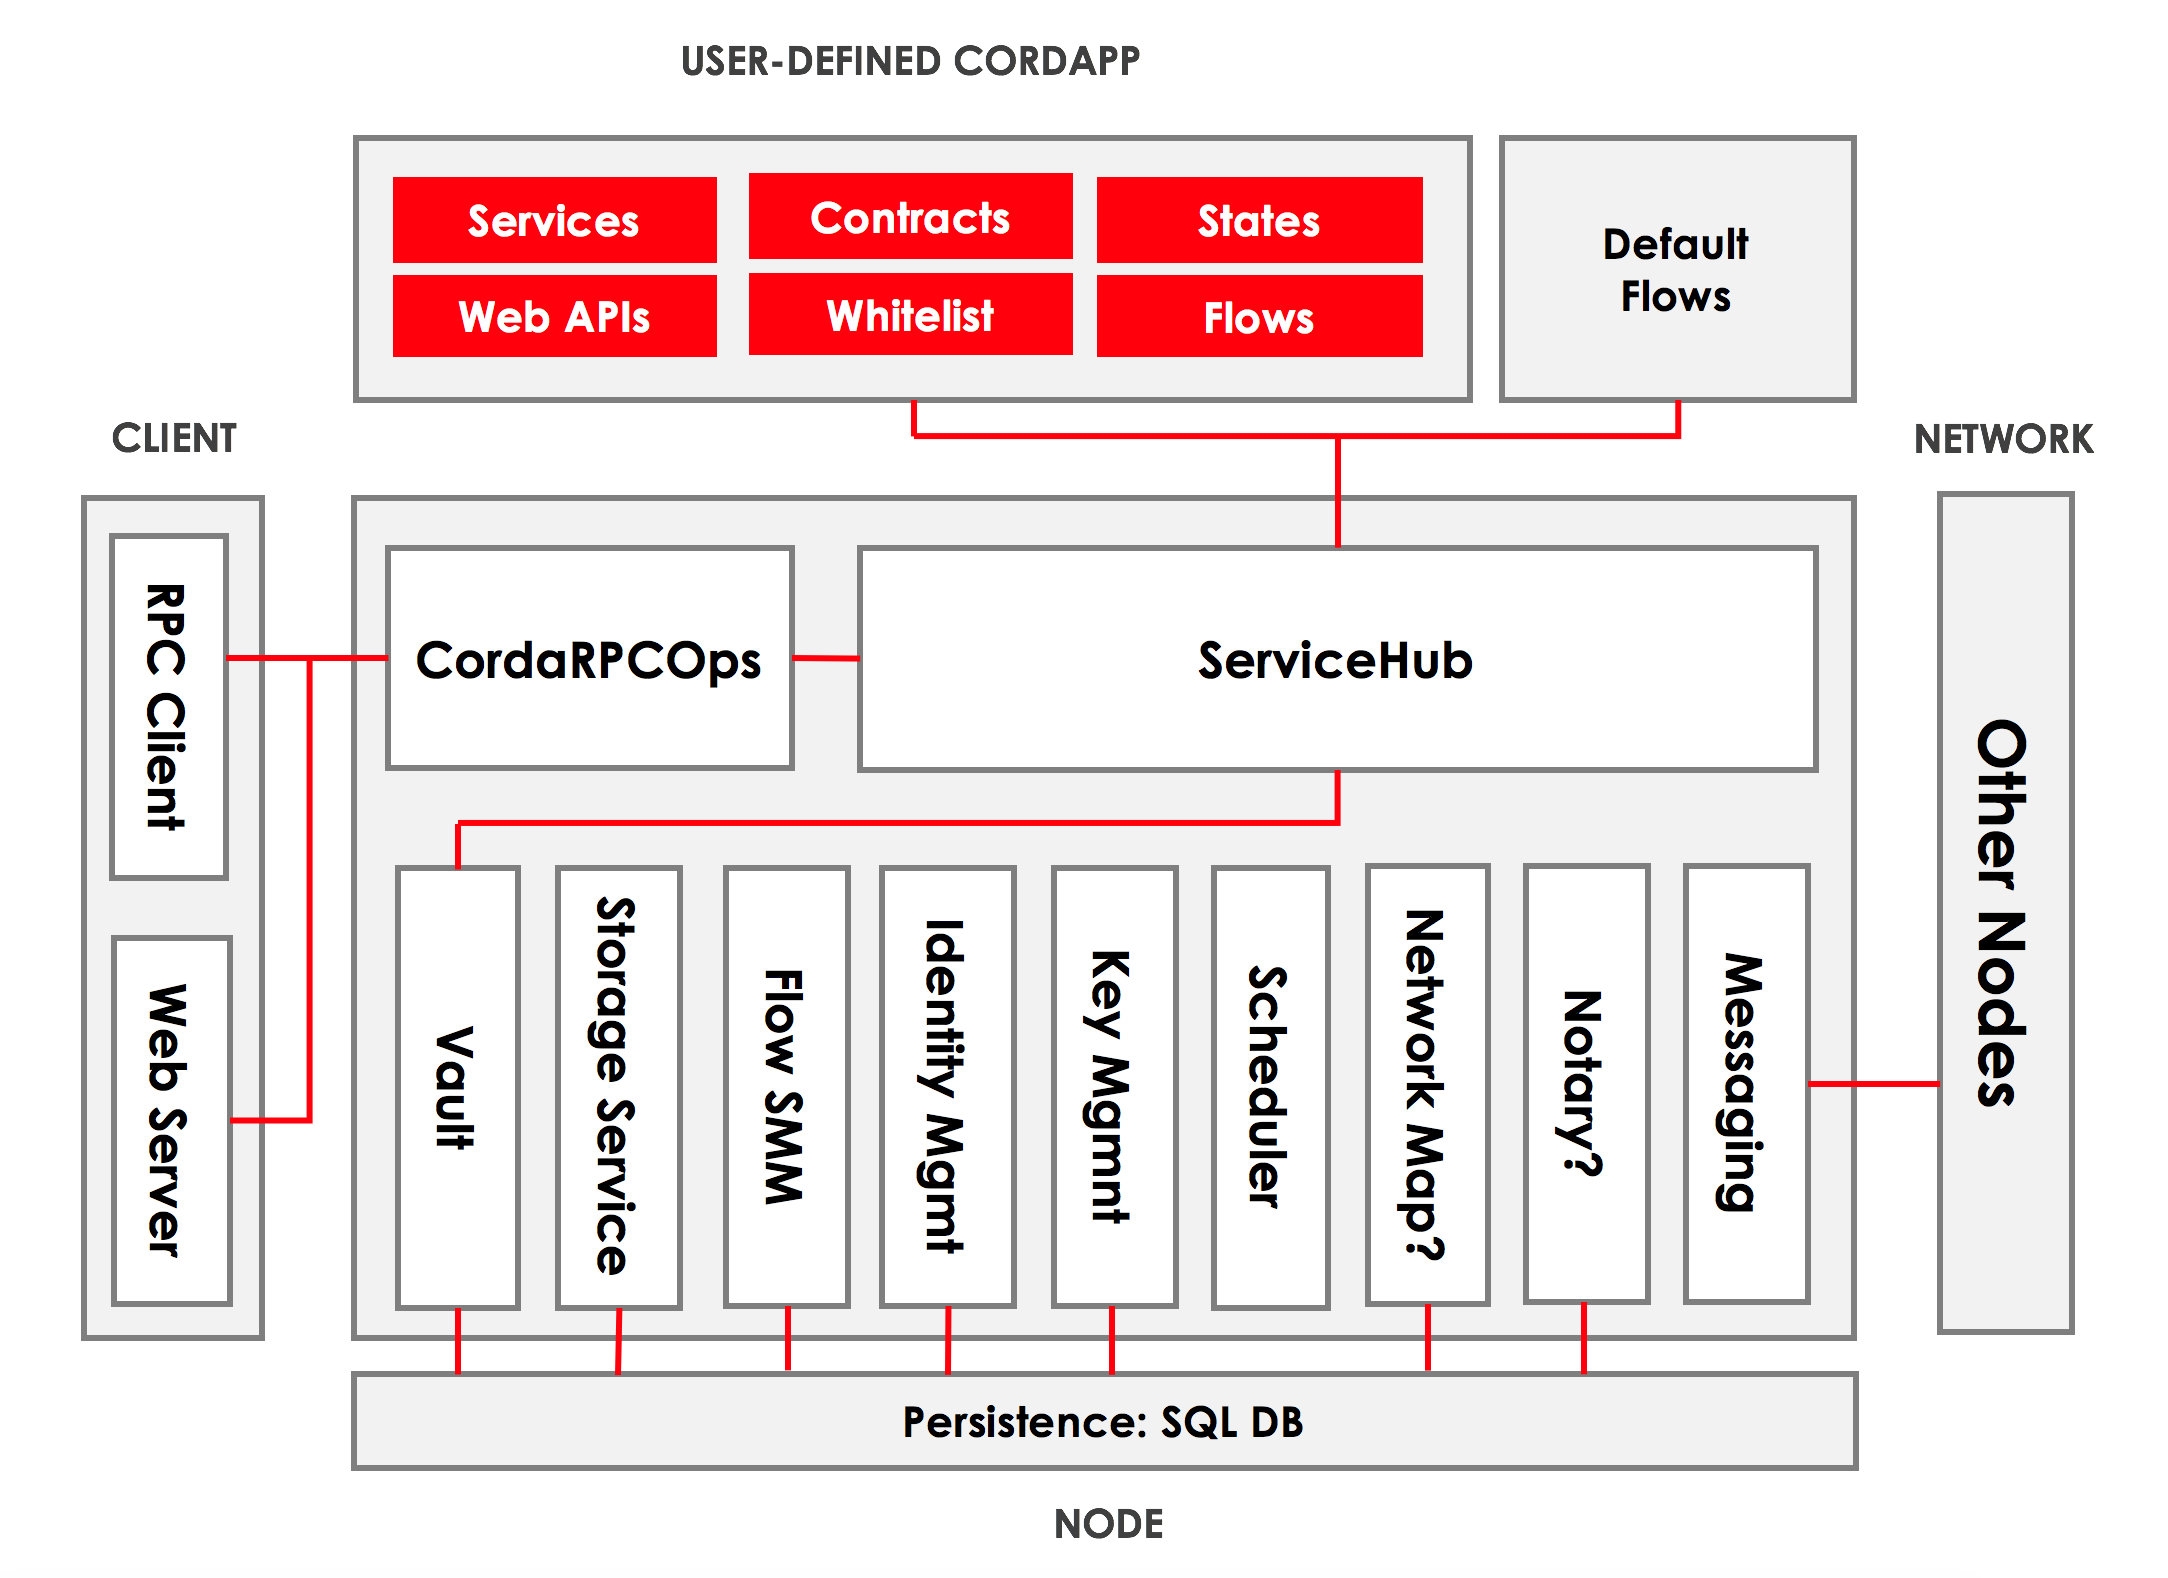 USER-DEFINED CORDAPP
Services
Contracts
States
Web APIs
Whitelist
Flows
Default
Flows
CLIENT
NETWORK
RPC Client
Web Server
CordaRPCOps
ServiceHub
Vault
Storage Service
Flow SMM
Identity Mgmt
Key Mgmnt
Scheduler
Network Map?
Notary?
Messaging
Other Nodes
Persistence: SQL DB
NODE